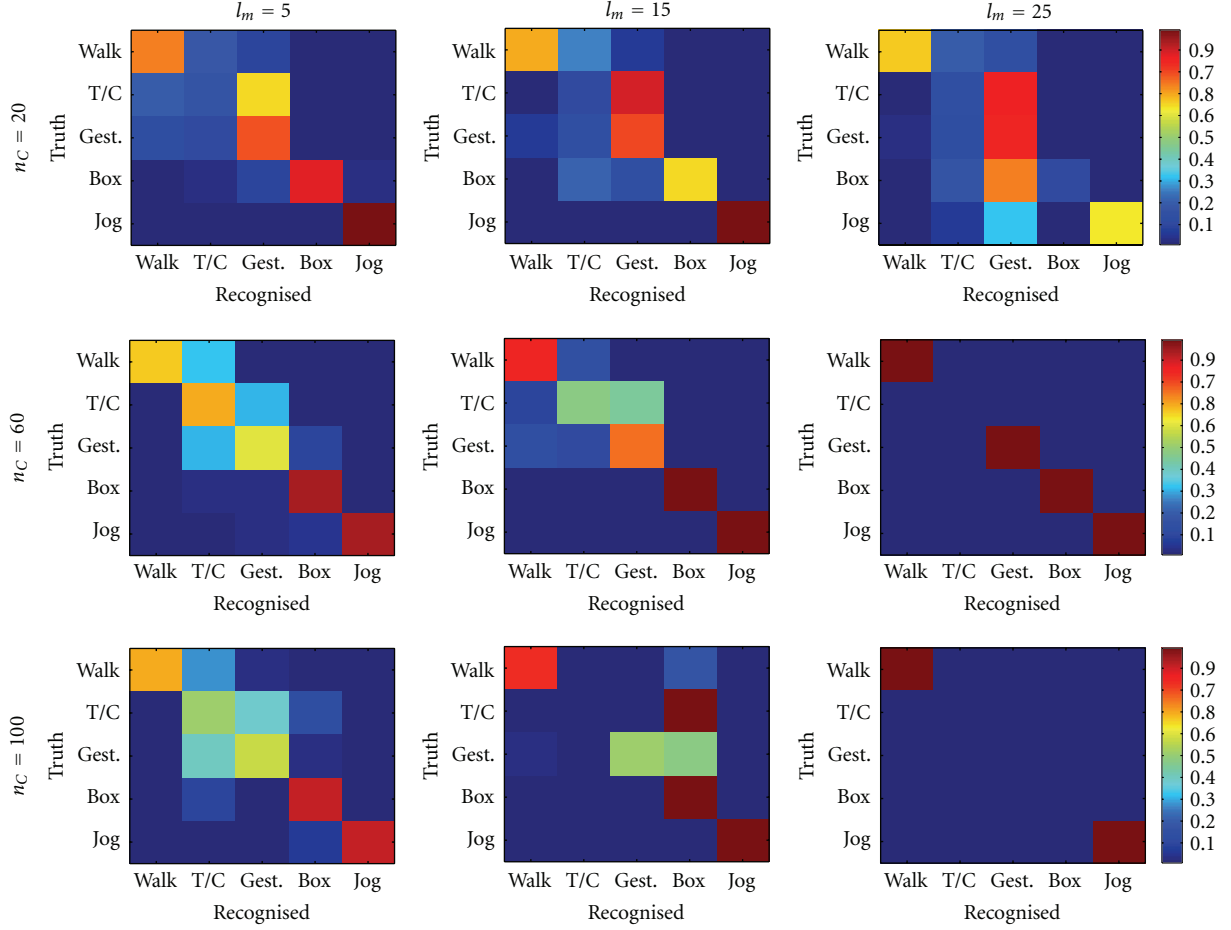 l_m = 5
l_m = 15
l_m = 25
n_C = 20
Truth
Walk
T/C
Gest.
Box
Jog
Walk T/C Gest. Box Jog
Recognised
Truth
Walk
T/C
Gest.
Box
Jog
Walk T/C Gest. Box Jog
Recognised
Truth
Walk
T/C
Gest.
Box
Jog
Walk T/C Gest. Box Jog
Recognised
0.9
0.8
0.7
0.6
0.5
0.4
0.3
0.2
0.1
n_C = 60
Truth
Walk
T/C
Gest.
Box
Jog
Walk T/C Gest. Box Jog
Recognised
Truth
Walk
T/C
Gest.
Box
Jog
Walk T/C Gest. Box Jog
Recognised
Truth
Walk
T/C
Gest.
Box
Jog
Walk T/C Gest. Box Jog
Recognised
0.9
0.8
0.7
0.6
0.5
0.4
0.3
0.2
0.1
n_C = 100
Truth
Walk
T/C
Gest.
Box
Jog
Walk T/C Gest. Box Jog
Recognised
Truth
Walk
T/C
Gest.
Box
Jog
Walk T/C Gest. Box Jog
Recognised
Truth
Walk
T/C
Gest.
Box
Jog
Walk T/C Gest. Box Jog
Recognised
0.9
0.8
0.7
0.6
0.5
0.4
0.3
0.2
0.1